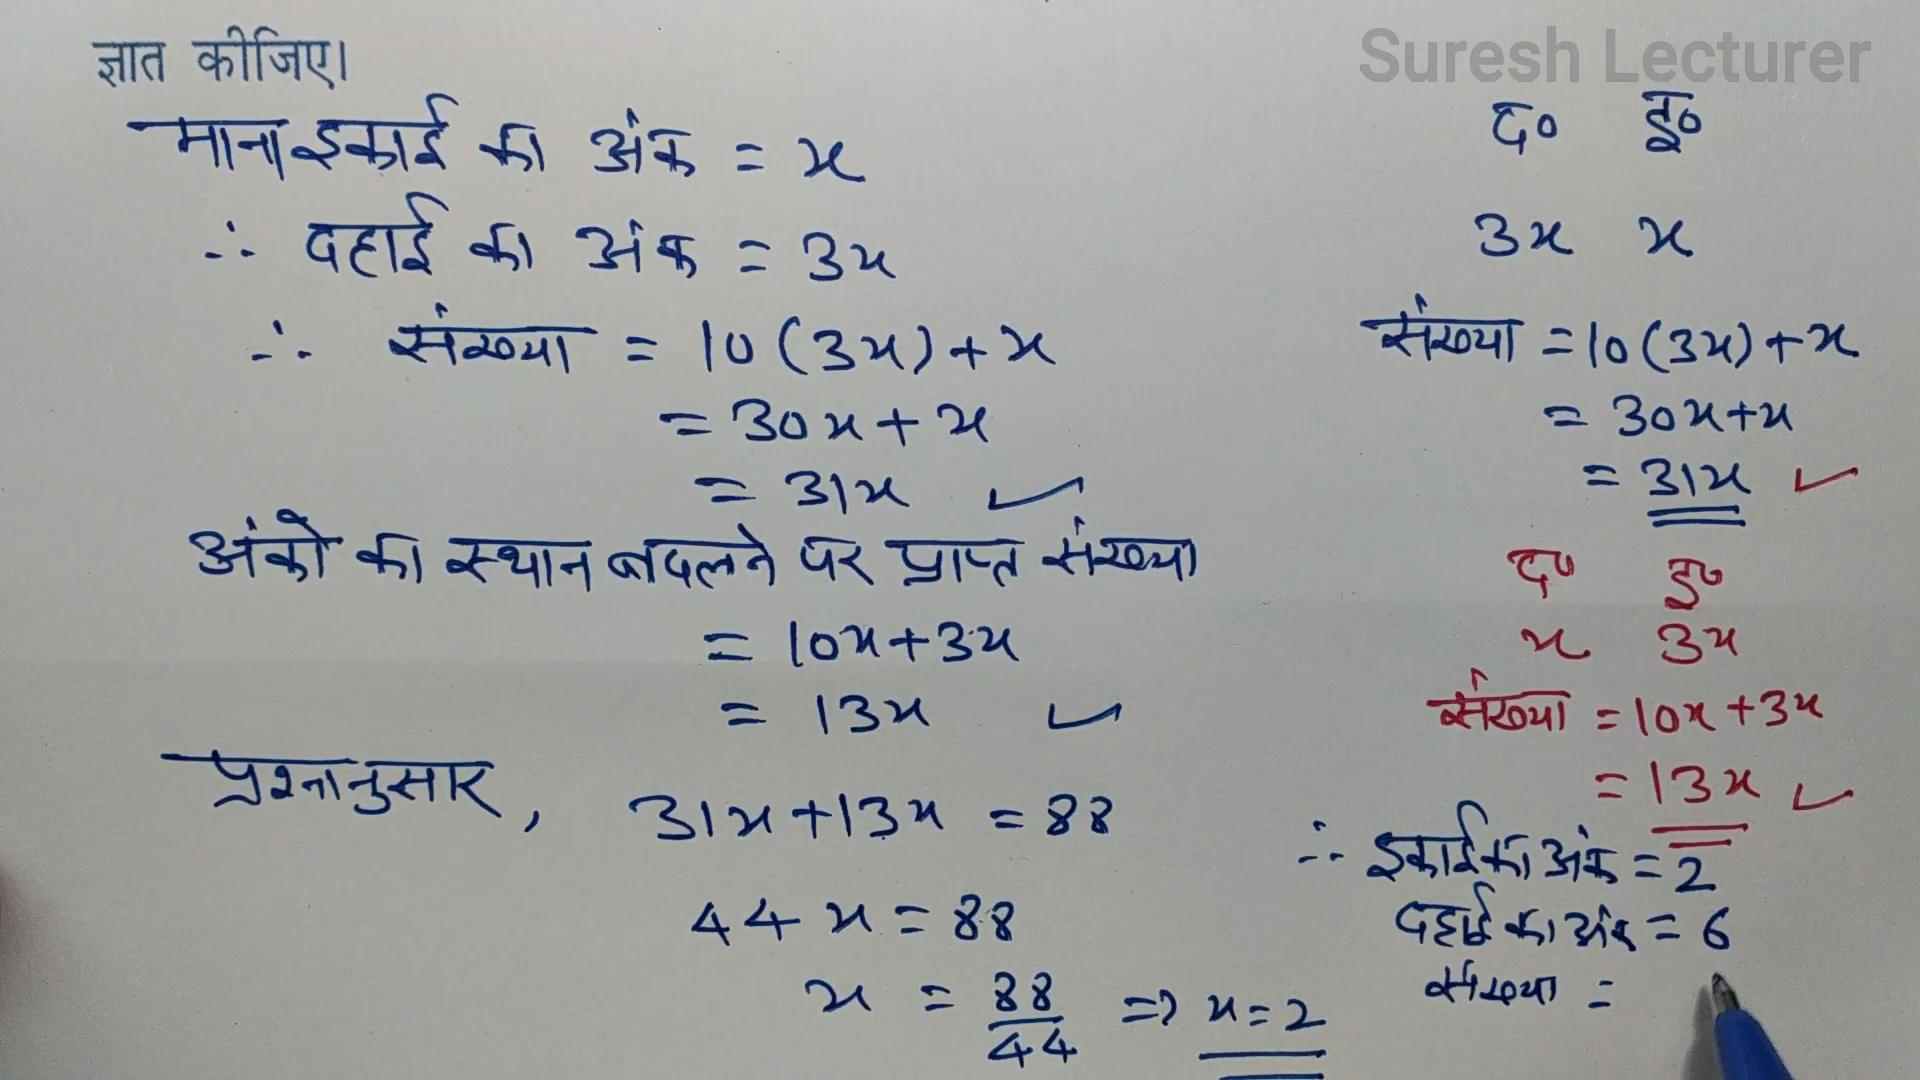 Suresh Lecturer
ज्ञात कीजिए।
माना इकाई का अंक = x
∴ दहाई का अंक = 3x
∴ संख्या = 10(3x)+x
= 30x+x
= 31x ✓
अंको का स्थान बदलने पर प्राप्त संख्या
= 10x+3x
= 13x ✓
प्रश्नानुसार, 31x+13x = 88
44x = 88
x = 88/44 => x=2
द० इ०
3x x
संख्या = 10(3x)+x
= 30x+x
= 31x ✓
द० इ०
x 3x
संख्या = 10x+3x
= 13x ✓
∴ इकाई का अंक = 2
दहाई का अंक = 6
संख्या =